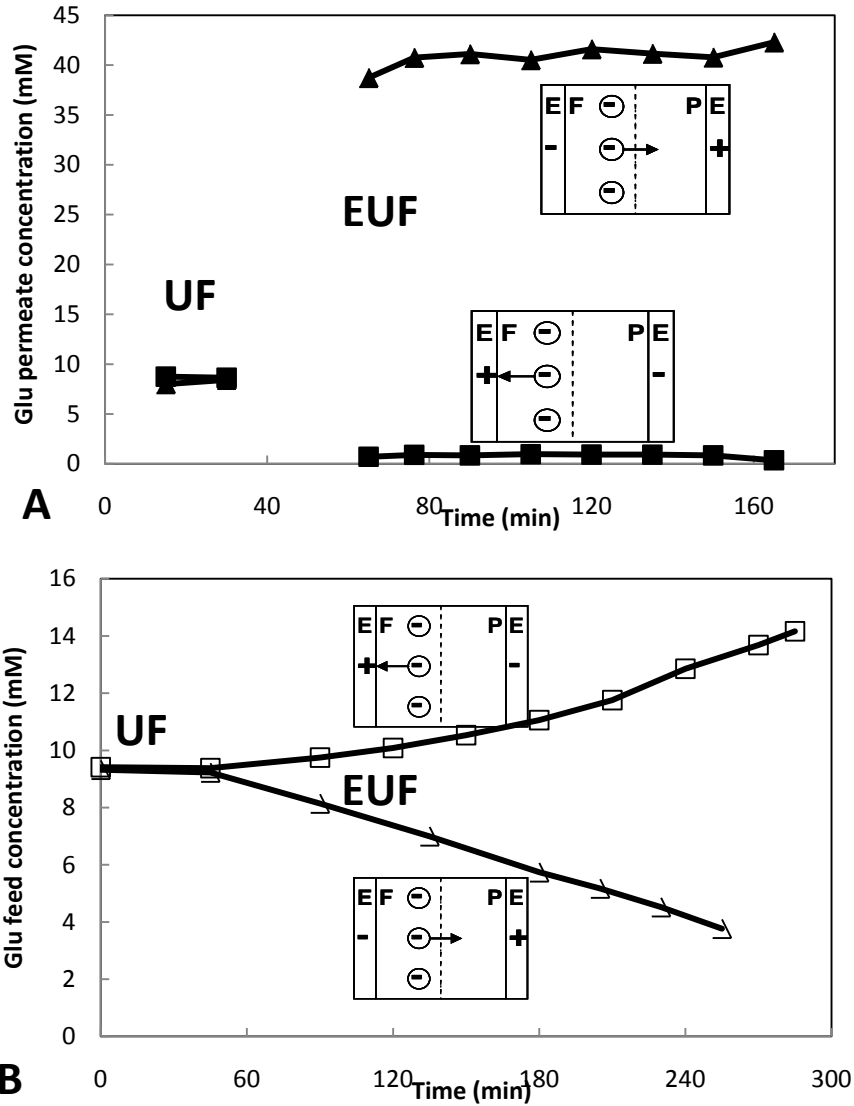 Glu permeate concentration (mM)
45
40
35
30
25
20
15
10
5
0
E F - - - P E
- +
EUF
UF
E F - - - P E
+ -
0 40 80 120 160
A
Time (min)
Glu feed concentration (mM)
16
14
12
10
8
6
4
2
0
E F - - - P E
+ -
UF
EUF
E F - - - P E
- +
0 60 120 180 240 300
B
Time (min)